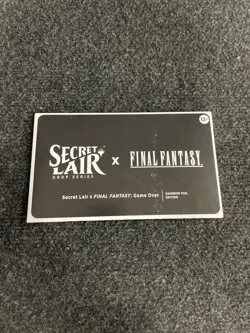 13+
SECRET
LAIR
DROP SERIES
x
FINAL FANTASY.
Secret Lair x FINAL FANTASY: Game Over
RAINBOW FOIL
EDITION